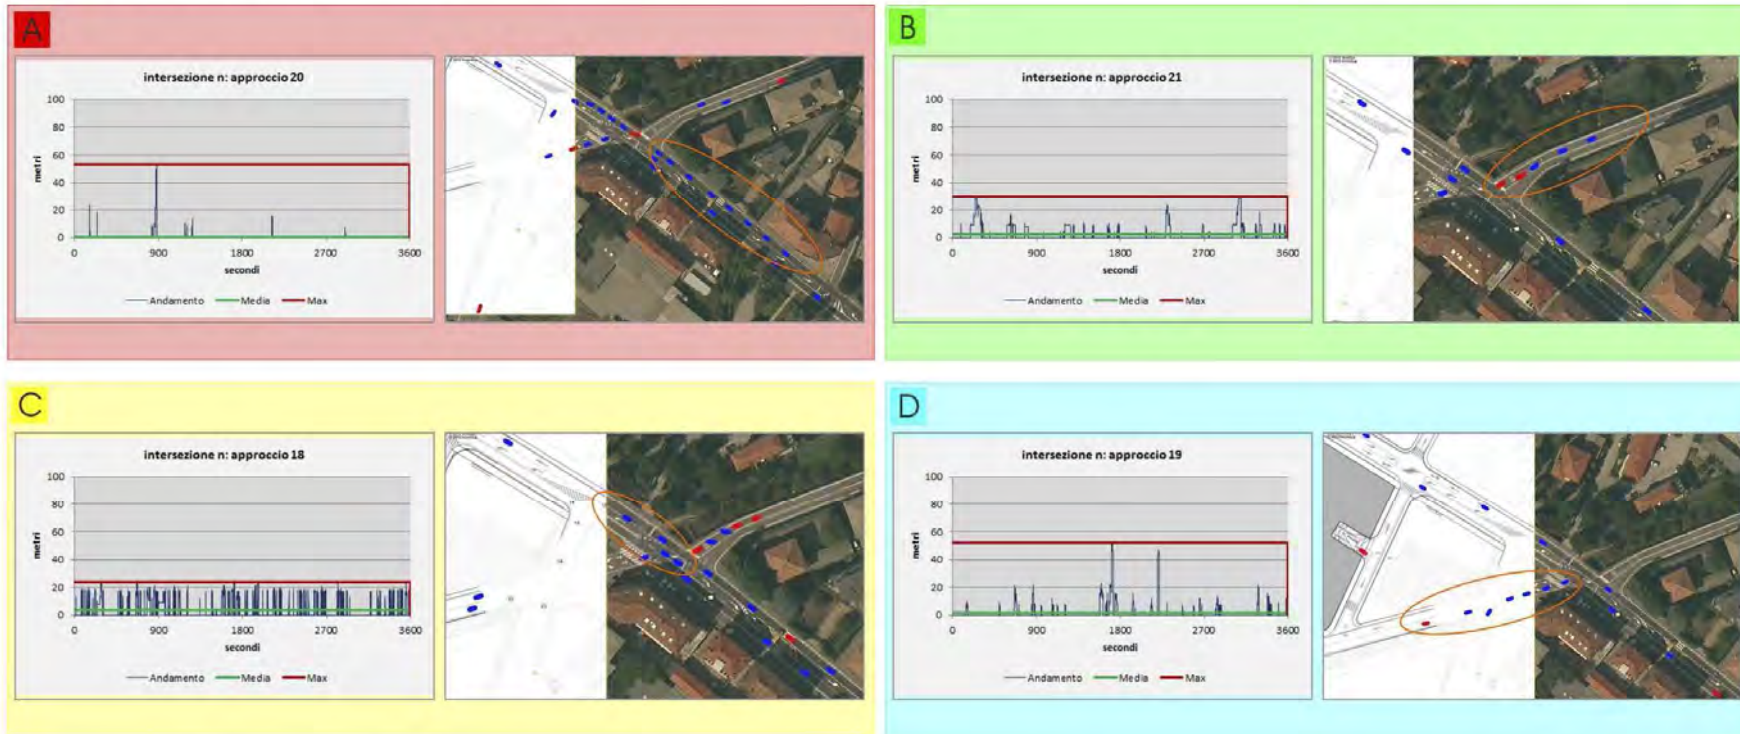 A
intersezione n: approccio 20
metri
100
80
60
40
20
0
0 900 1800 2700 3600
secondi
Andamento Media Max
B
intersezione n: approccio 21
metri
100
80
60
40
20
0
0 900 1800 2700 3600
secondi
Andamento Media Max
C
intersezione n: approccio 18
metri
100
80
60
40
20
0
0 900 1800 2700 3600
secondi
Andamento Media Max
D
intersezione n: approccio 19
metri
100
80
60
40
20
0
0 900 1800 2700 3600
secondi
Andamento Media Max